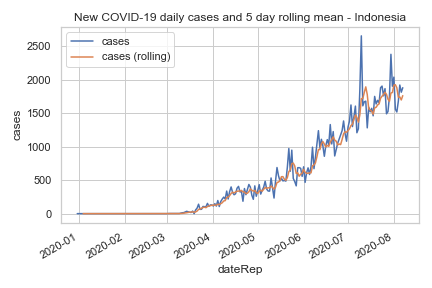 New COVID-19 daily cases and 5 day rolling mean - Indonesia
cases
cases (rolling)
2500
2000
1500
1000
500
0
cases
2020-01
2020-02
2020-03
2020-04
2020-05
2020-06
2020-07
2020-08
dateRep